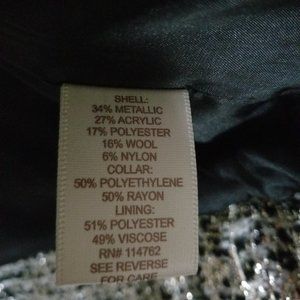 SHELL:
34% METALLIC
27% ACRYLIC
17% POLYESTER
16% WOOL
6% NYLON
COLLAR:
50% POLYETHYLENE
50% RAYON
LINING:
51% POLYESTER
49% VISCOSE
RN# 114762
SEE REVERSE
FOR CARE